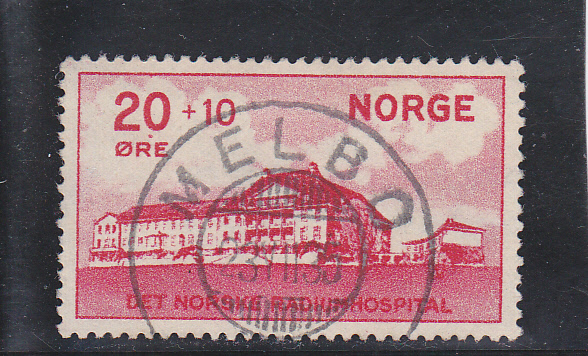 20 + 10 NORGE
ØRE
MELBO
DET NORSKE RADIUMHOSPITAL